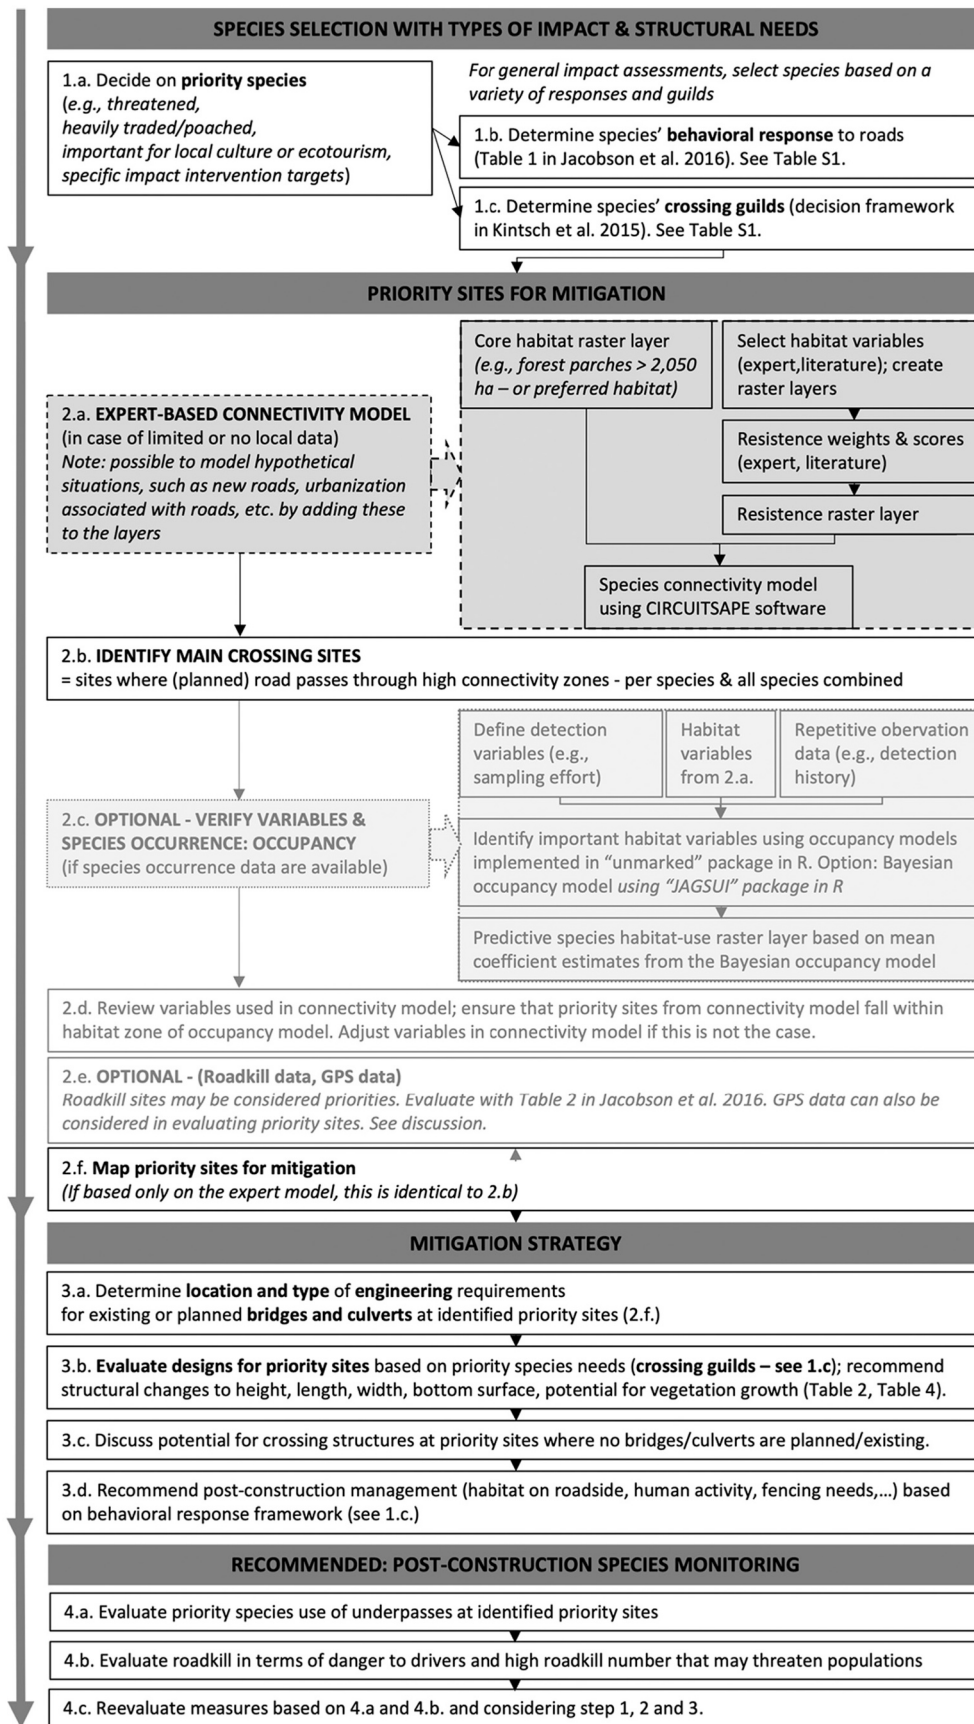 SPECIES SELECTION WITH TYPES OF IMPACT & STRUCTURAL NEEDS
1.a. Decide on priority species
(e.g., threatened,
heavily traded/poached,
important for local culture or ecotourism,
specific impact intervention targets)
For general impact assessments, select species based on a
variety of responses and guilds
1.b. Determine species’ behavioral response to roads
(Table 1 in Jacobson et al. 2016). See Table S1.
1.c. Determine species’ crossing guilds (decision framework
in Kintsch et al. 2015). See Table S1.
PRIORITY SITES FOR MITIGATION
2.a. EXPERT-BASED CONNECTIVITY MODEL
(in case of limited or no local data)
Note: possible to model hypothetical
situations, such as new roads, urbanization
associated with roads, etc. by adding these
to the layers
Core habitat raster layer
(e.g., forest parches > 2,050
ha – or preferred habitat)
Select habitat variables
(expert,literature); create
raster layers
Resistence weights & scores
(expert, literature)
Resistence raster layer
Species connectivity model
using CIRCUITSAPE software
2.b. IDENTIFY MAIN CROSSING SITES
= sites where (planned) road passes through high connectivity zones - per species & all species combined
Define detection
variables (e.g.,
sampling effort)
Habitat
variables
from 2.a.
Repetitive obervation
data (e.g., detection
history)
2.c. OPTIONAL - VERIFY VARIABLES &
SPECIES OCCURRENCE: OCCUPANCY
(if species occurrence data are available)
Identify important habitat variables using occupancy models
implemented in “unmarked” package in R. Option: Bayesian
occupancy model using “JAGSUI” package in R
Predictive species habitat-use raster layer based on mean
coefficient estimates from the Bayesian occupancy model
2.d. Review variables used in connectivity model; ensure that priority sites from connectivity model fall within
habitat zone of occupancy model. Adjust variables in connectivity model if this is not the case.
2.e. OPTIONAL - (Roadkill data, GPS data)
Roadkill sites may be considered priorities. Evaluate with Table 2 in Jacobson et al. 2016. GPS data can also be
considered in evaluating priority sites. See discussion.
2.f. Map priority sites for mitigation
(If based only on the expert model, this is identical to 2.b)
MITIGATION STRATEGY
3.a. Determine location and type of engineering requirements
for existing or planned bridges and culverts at identified priority sites (2.f.)
3.b. Evaluate designs for priority sites based on priority species needs (crossing guilds – see 1.c); recommend
structural changes to height, length, width, bottom surface, potential for vegetation growth (Table 2, Table 4).
3.c. Discuss potential for crossing structures at priority sites where no bridges/culverts are planned/existing.
3.d. Recommend post-construction management (habitat on roadside, human activity, fencing needs,...) based
on behavioral response framework (see 1.c.)
RECOMMENDED: POST-CONSTRUCTION SPECIES MONITORING
4.a. Evaluate priority species use of underpasses at identified priority sites
4.b. Evaluate roadkill in terms of danger to drivers and high roadkill number that may threaten populations
4.c. Reevaluate measures based on 4.a and 4.b. and considering step 1, 2 and 3.